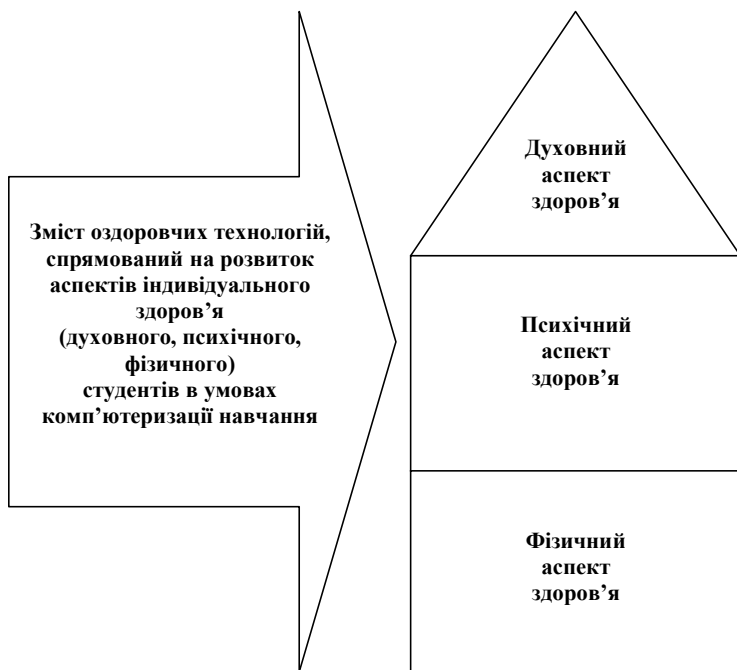 Зміст оздоровчих технологій,
спрямований на розвиток
аспектів індивідуального
здоров’я
(духовного, психічного,
фізичного)
студентів в умовах
комп’ютеризації навчання
Духовний
аспект
здоров’я
Психічний
аспект
здоров’я
Фізичний
аспект
здоров’я